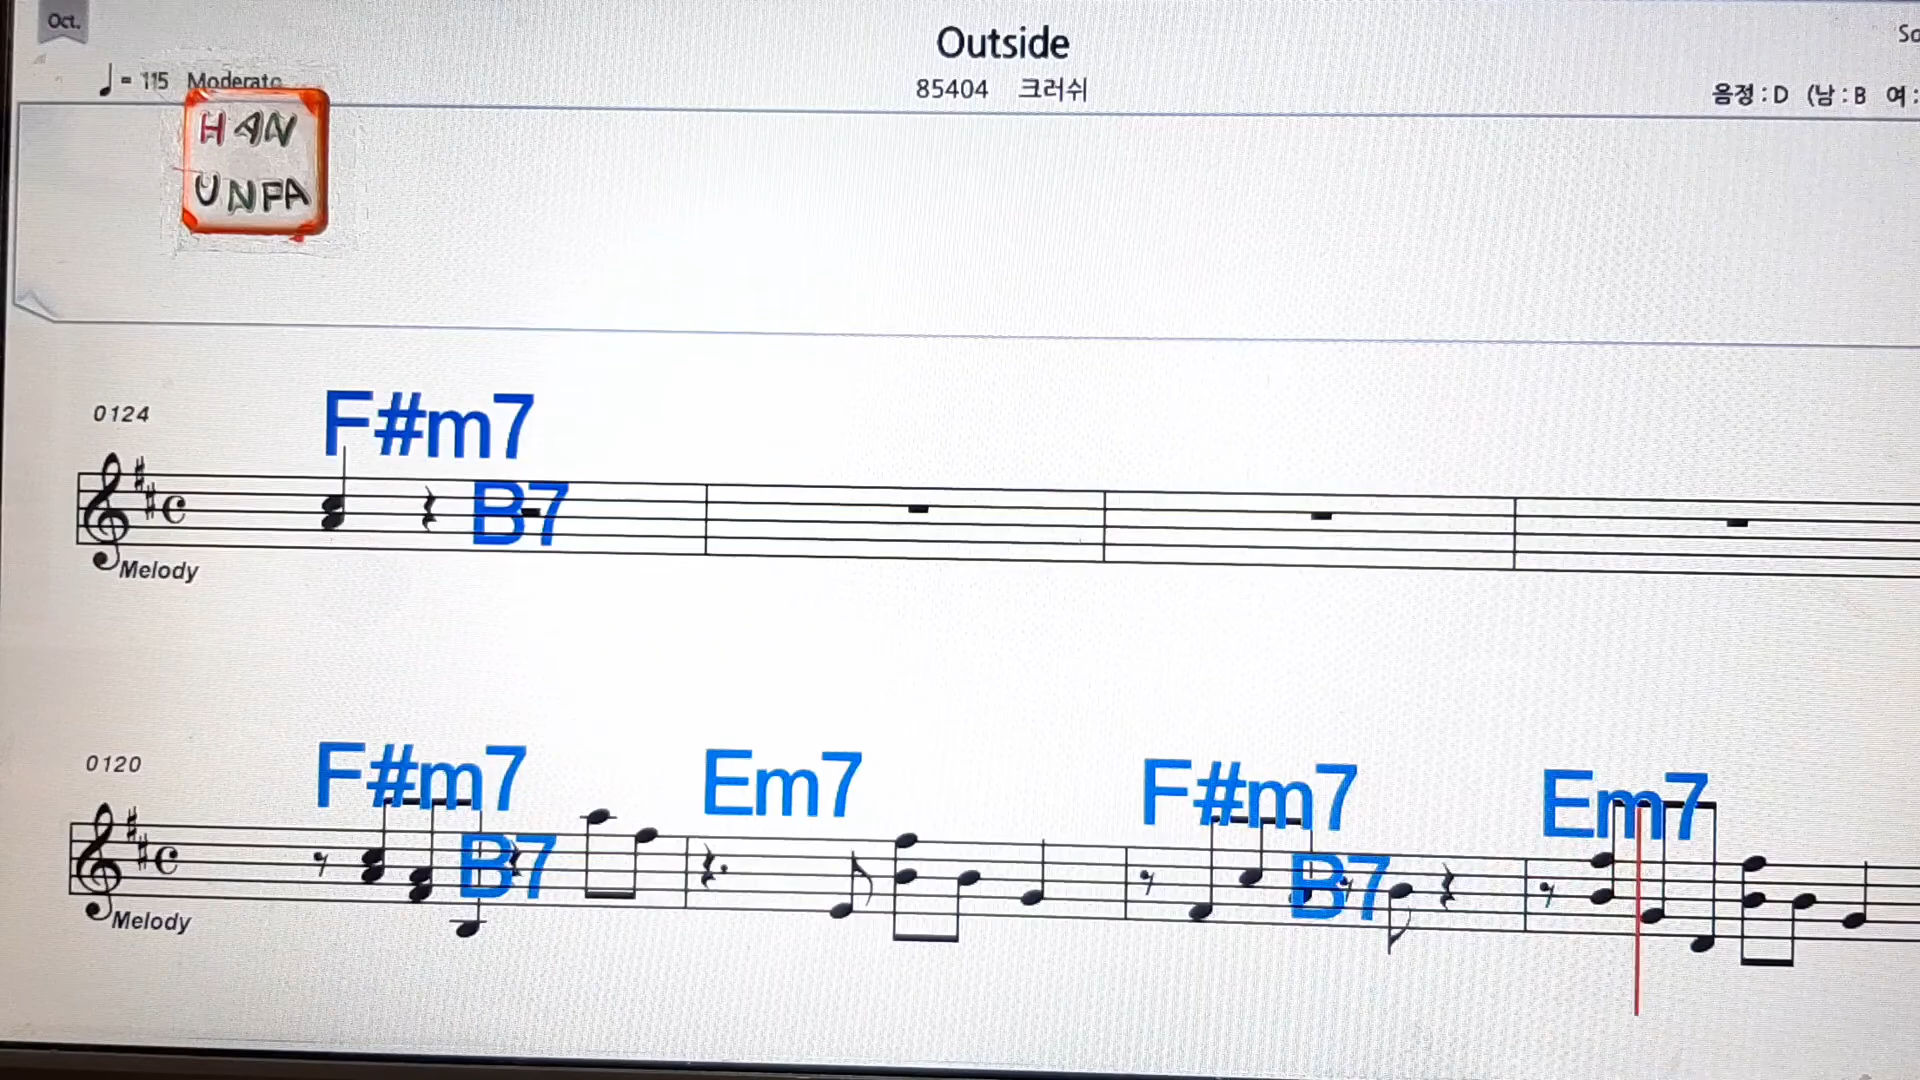 Oct.
Outside
So
♩= 115 Moderato
85404 크러쉬
음정 : D (남 : B 여 :
HAN
UNFA
0124
F#m7
B7
Melody
0120
F#m7 Em7 F#m7 Em7
B7 B7
Melody